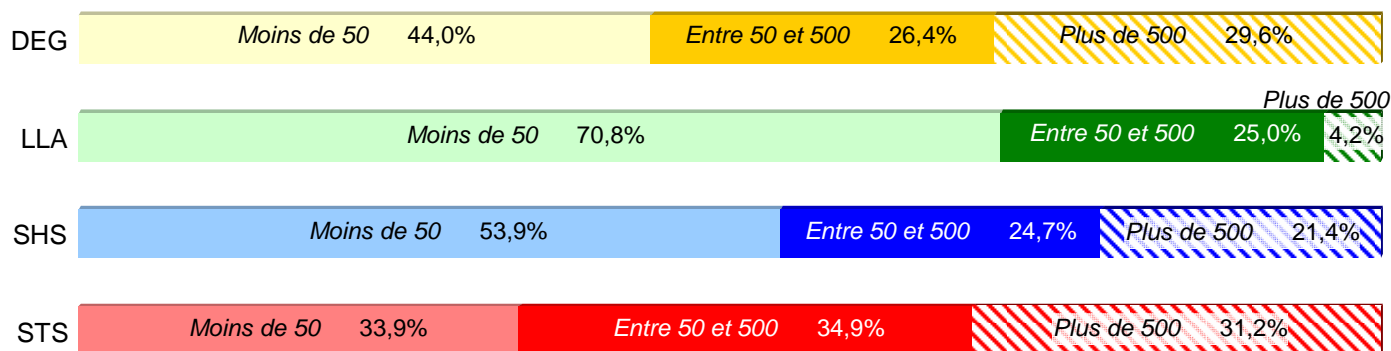 DEG Moins de 50 44,0% Entre 50 et 500 26,4% Plus de 500 29,6%
Plus de 500
LLA Moins de 50 70,8% Entre 50 et 500 25,0% 4,2%
SHS Moins de 50 53,9% Entre 50 et 500 24,7% Plus de 500 21,4%
STS Moins de 50 33,9% Entre 50 et 500 34,9% Plus de 500 31,2%